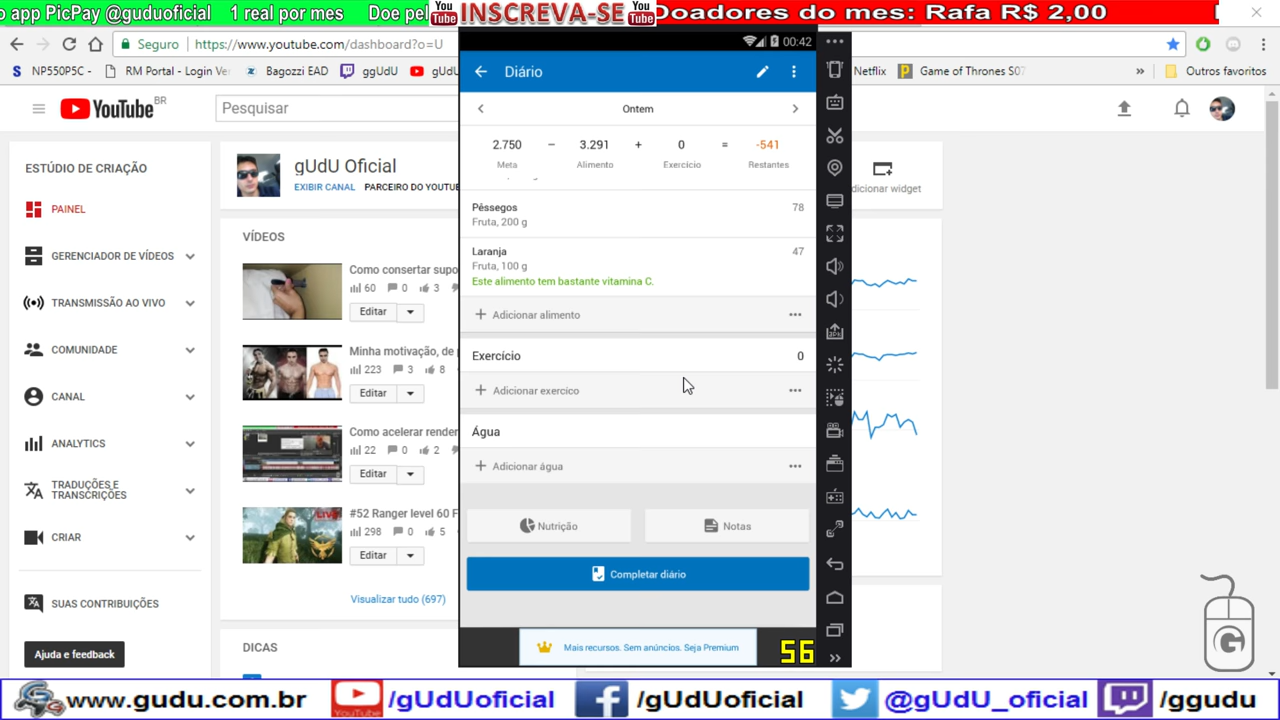 o app PicPay @guduoficial 1 real por mes Doe pel
You Tube INSCREVA-SE You Tube
Doadores do mes: Rafa R$ 2,00
Seguro https://www.youtube.com/dashboard?o=U
NP550P5C - RM Portal - Login Ver Bagozzi EAD ggUdU gUdU
Netflix Game of Thrones S07 » Outros favoritos
YouTube BR
Pesquisar
ESTÚDIO DE CRIAÇÃO
PAINEL
GERENCIADOR DE VÍDEOS
TRANSMISSÃO AO VIVO
COMUNIDADE
CANAL
ANALYTICS
TRADUÇÕES E
TRANSCRIÇÕES
CRIAR
SUAS CONTRIBUIÇÕES
Ajuda e feedback
gUdU Oficial
EXIBIR CANAL PARCEIRO DO YOUTUBE
VÍDEOS
Como consertar supo
60 0 3
Editar
Minha motivação, de p
223 3 8
Editar
Como acelerar render
22 0 2
Editar
#52 Ranger level 60 F
298 0 5
Editar
Visualizar tudo (697)
DICAS
dicionar widget
00:42
Diário
Ontem
2.750 − 3.291 + 0 = -541
Meta Alimento Exercício Restantes
Pêssegos 78
Fruta, 200 g
Laranja 47
Fruta, 100 g
Este alimento tem bastante vitamina C.
+ Adicionar alimento
Exercício 0
+ Adicionar exercico
Água
+ Adicionar água
Nutrição Notas
Completar diário
Mais recursos. Sem anúncios. Seja Premium
56
G
www.gudu.com.br YouTube /gUdUoficial /gUdUoficial @gUdU_oficial /ggudu